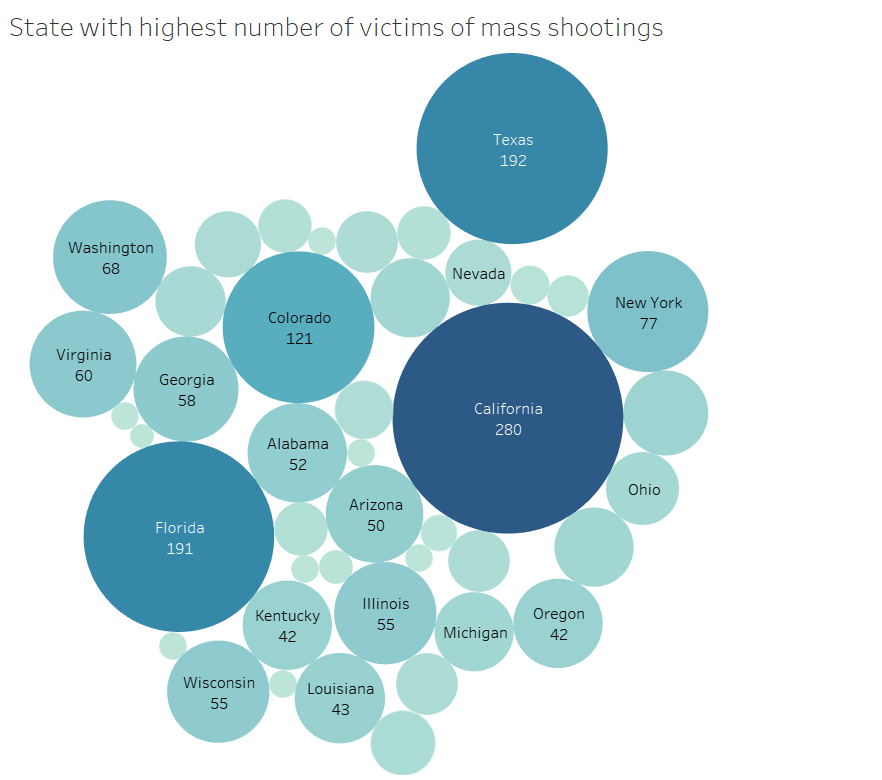 State with highest number of victims of mass shootings
Texas
192
Washington
68
Nevada
New York
77
Colorado
121
Virginia
60
Georgia
58
California
280
Alabama
52
Ohio
Arizona
50
Florida
191
Illinois
55
Kentucky
42
Oregon
42
Michigan
Wisconsin
55
Louisiana
43